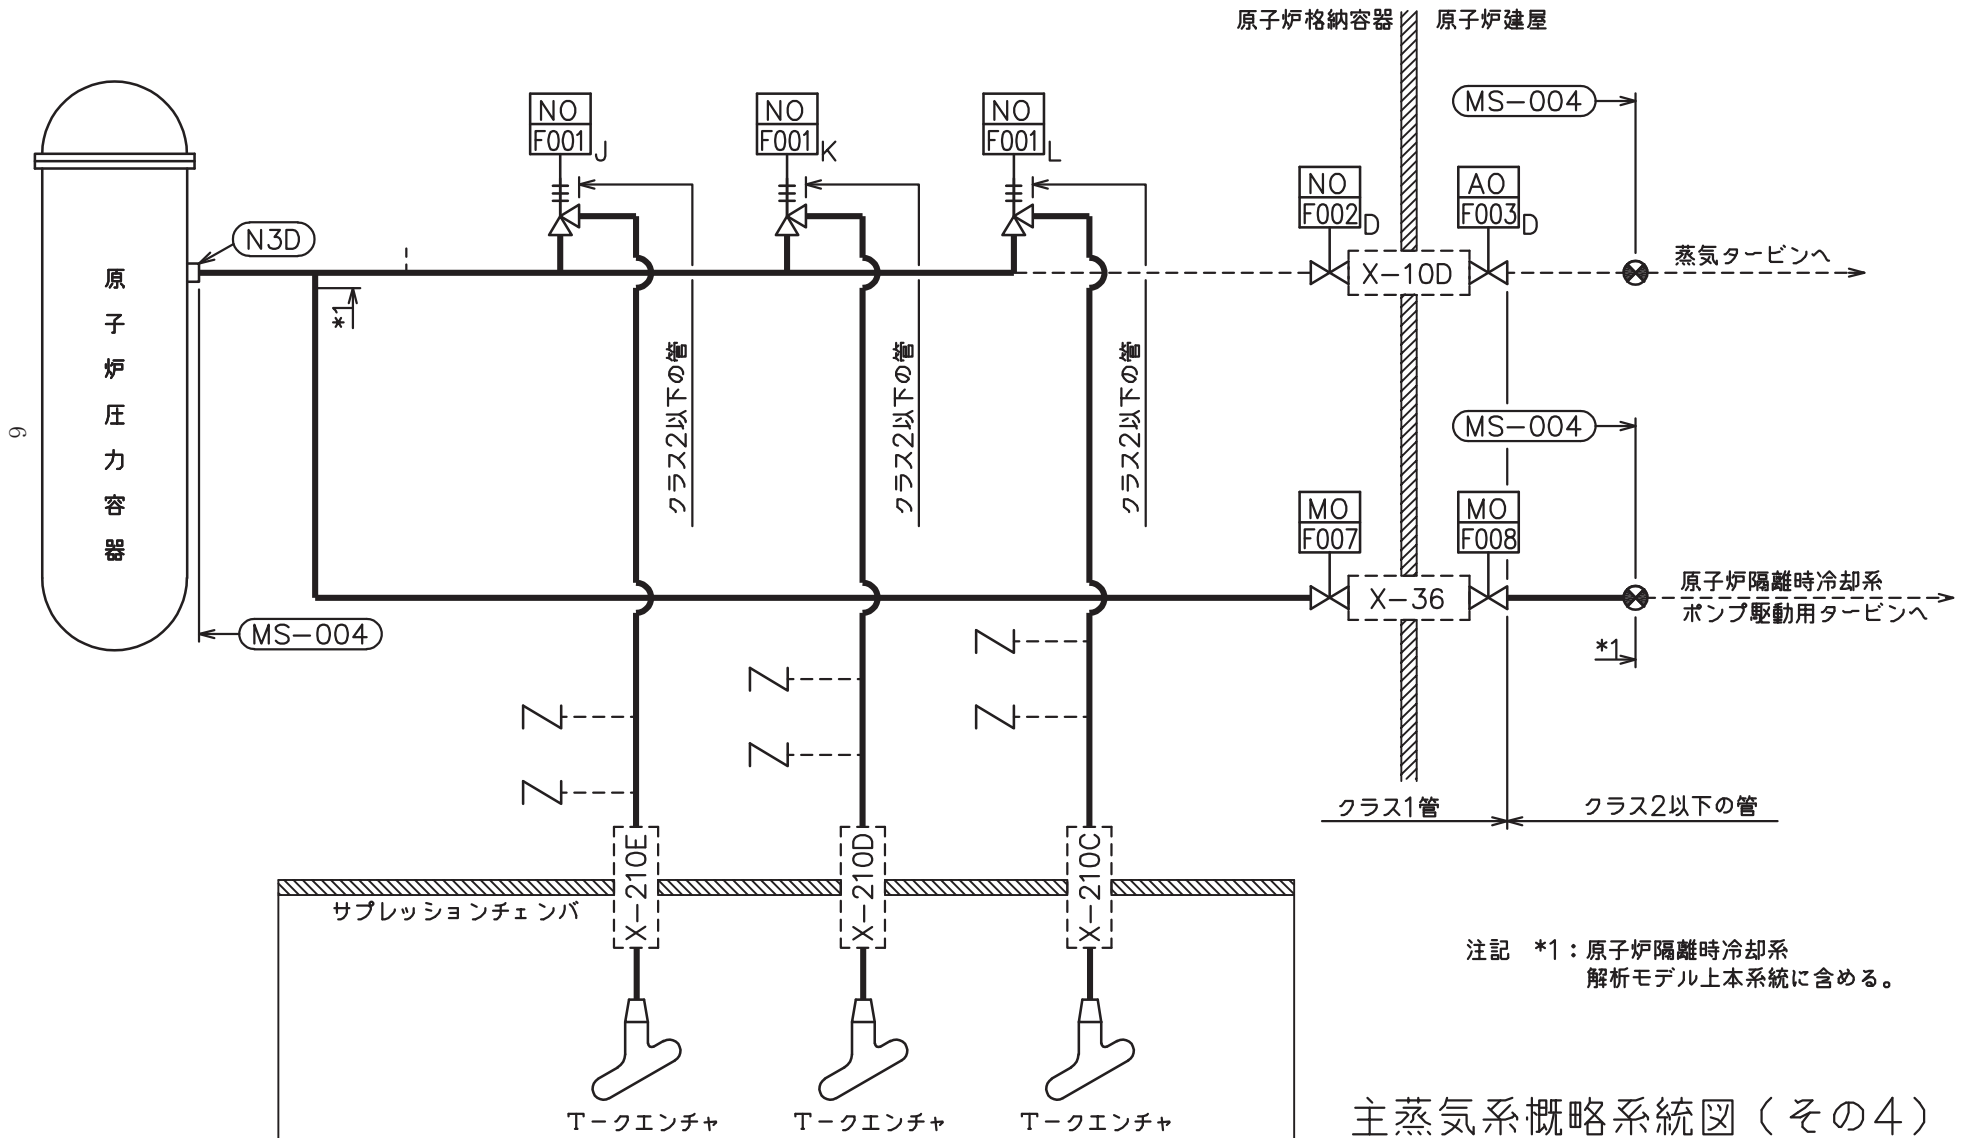 原子炉格納容器
原子炉建屋
MS-004
NO
F001 J
NO
F001 K
NO
F001 L
NO
F002 D
AO
F003 D
N3D
X-10D
蒸気タービンへ
*1
原子炉圧力容器
クラス2以下の管
クラス2以下の管
クラス2以下の管
MS-004
9
MO
F007
MO
F008
X-36
原子炉隔離時冷却系
ポンプ駆動用タービンへ
MS-004
*1
クラス1管
クラス2以下の管
X-210E
X-210D
X-210C
サプレッションチェンバ
注記 *1：原子炉隔離時冷却系
解析モデル上本系統に含める。
Tークエンチャ
Tークエンチャ
Tークエンチャ
主蒸気系概略系統図（その4）